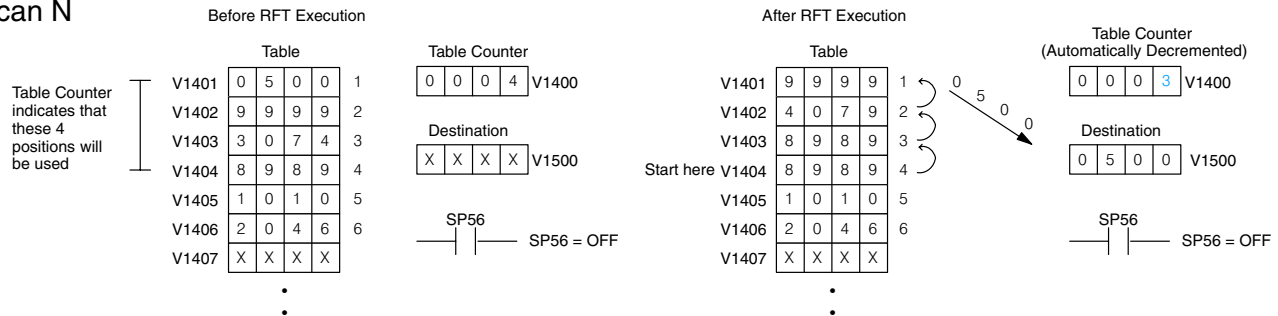 can N
Before RFT Execution
Table
Table Counter indicates that these 4 positions will be used
V1401 0 5 0 0 1
V1402 9 9 9 9 2
V1403 3 0 7 4 3
V1404 8 9 8 9 4
V1405 1 0 1 0 5
V1406 2 0 4 6 6
V1407 X X X X
Table Counter
0 0 0 4 V1400
Destination
X X X X V1500
SP56
SP56 = OFF
After RFT Execution
Table
V1401 9 9 9 9 1
V1402 4 0 7 9 2
V1403 8 9 8 9 3
Start here V1404 8 9 8 9 4
V1405 1 0 1 0 5
V1406 2 0 4 6 6
V1407 X X X X
0 5 0 0
Table Counter
(Automatically Decremented)
0 0 0 3 V1400
Destination
0 5 0 0 V1500
SP56
SP56 = OFF